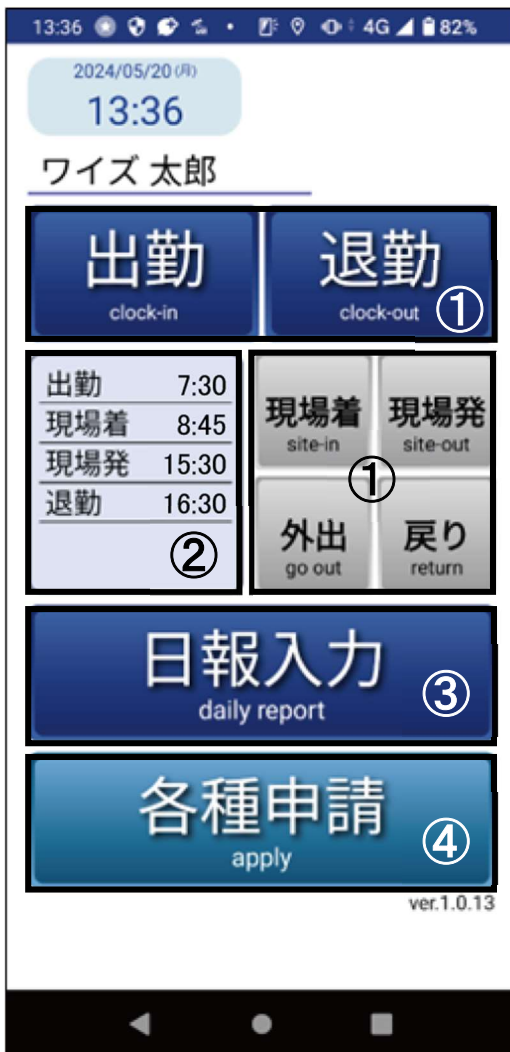 13:36 4G 82%
2024/05/20(月)
13:36
ワイズ 太郎
出勤 退勤
clock-in clock-out ①
出勤 7:30
現場着 8:45
現場発 15:30
退勤 16:30
②
現場着 現場発
site-in site-out
①
外出 戻り
go out return
日報入力
daily report ③
各種申請
apply ④
ver.1.0.13